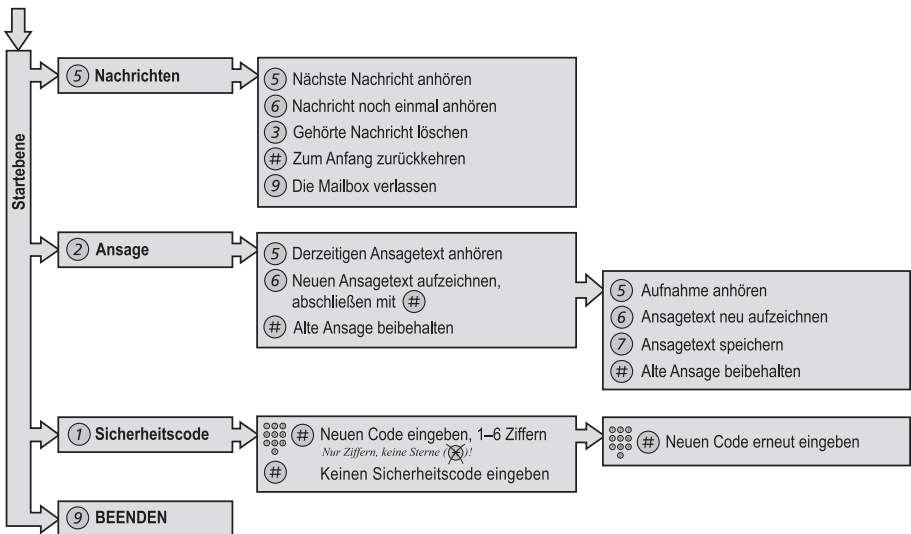 Startebene
5 Nachrichten
5 Nächste Nachricht anhören
6 Nachricht noch einmal anhören
3 Gehörte Nachricht löschen
# Zum Anfang zurückkehren
9 Die Mailbox verlassen
2 Ansage
5 Derzeitigen Ansagetext anhören
6 Neuen Ansagetext aufzeichnen,
abschließen mit #
# Alte Ansage beibehalten
5 Aufnahme anhören
6 Ansagetext neu aufzeichnen
7 Ansagetext speichern
# Alte Ansage beibehalten
1 Sicherheitscode
# Neuen Code eingeben, 1–6 Ziffern
Nur Ziffern, keine Sterne (*)!
# Keinen Sicherheitscode eingeben
# Neuen Code erneut eingeben
9 BEENDEN